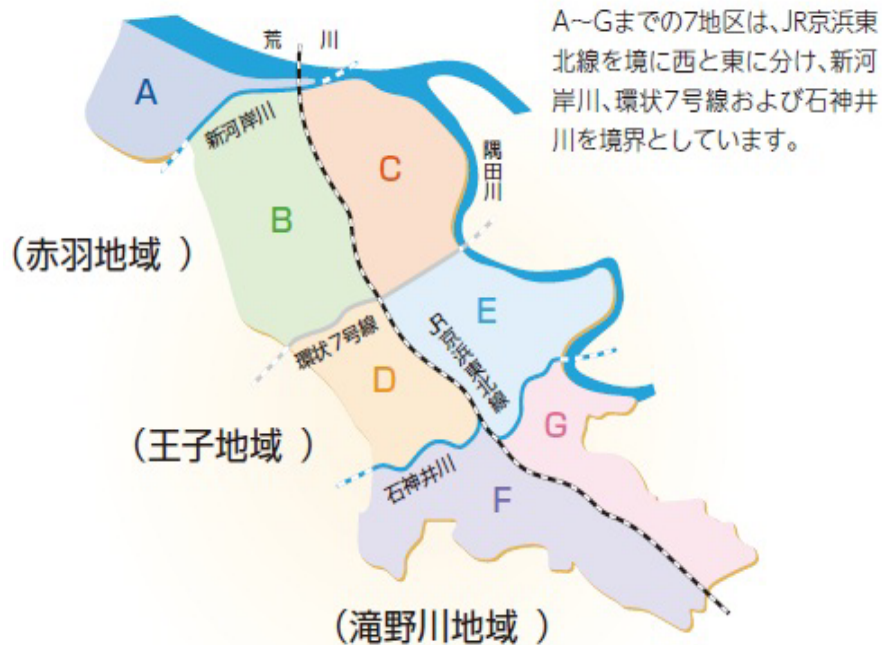 A～Gまでの7地区は、JR京浜東
北線を境に西と東に分け、新河
岸川、環状7号線および石神井
川を境界としています。
荒川
A
新河岸川
C
隅田川
B
（赤羽地域 ）
E
環状7号線
JR京浜東北線
D
（王子地域 ）
G
石神井川
F
（滝野川地域 ）